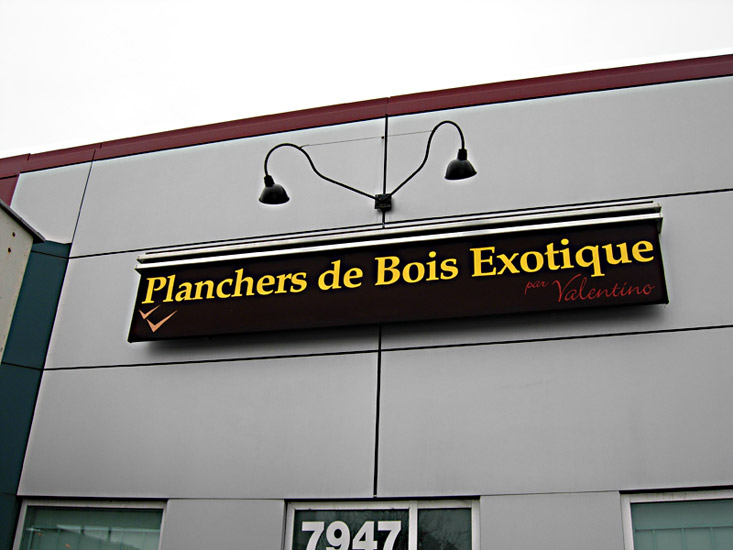 Planchers de Bois Exotique
par Valentino
7947